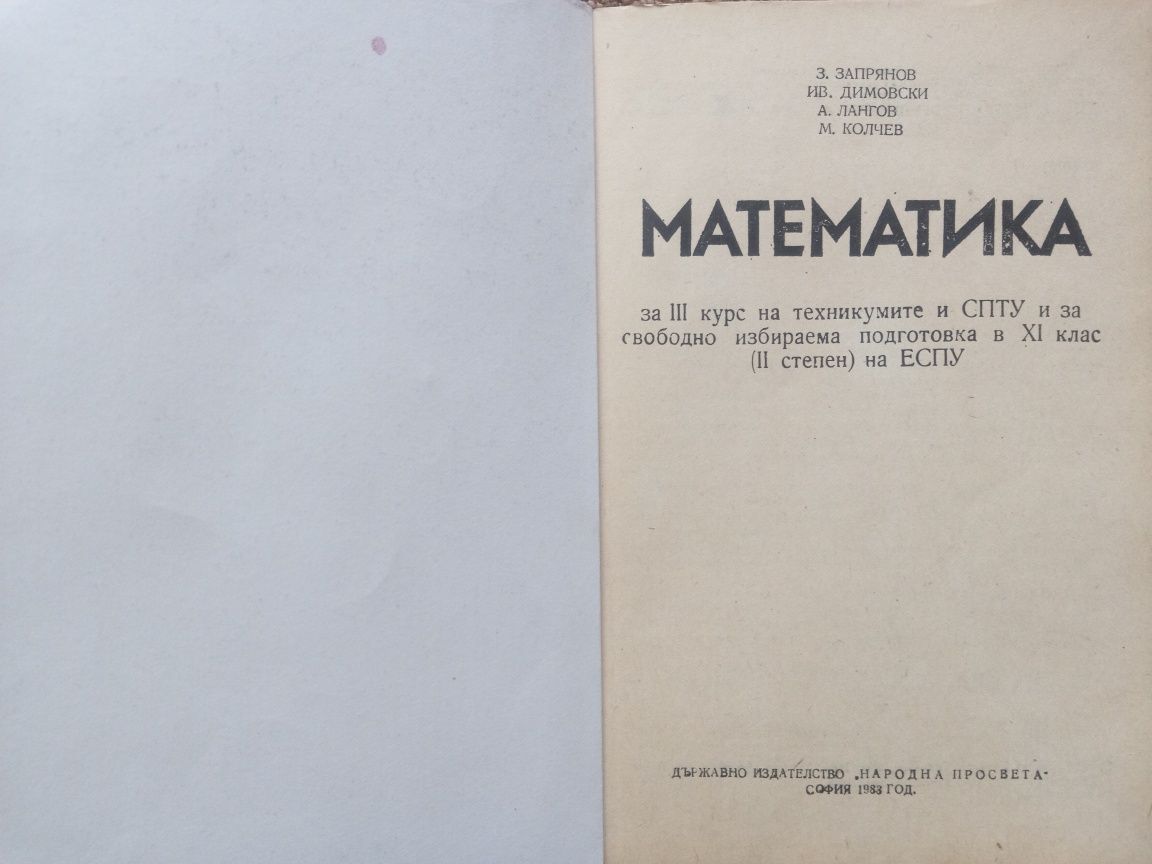 З. ЗАПРЯНОВ
ИВ. ДИМОВСКИ
А. ЛАНГОВ
М. КОЛЧЕВ
МАТЕМАТИКА
за III курс на техникумите и СПТУ и за
свободно избираема подготовка в XI клас
(II степен) на ЕСПУ
ДЪРЖАВНО ИЗДАТЕЛСТВО „НАРОДНА ПРОСВЕТА“
СОФИЯ 1983 ГОД.